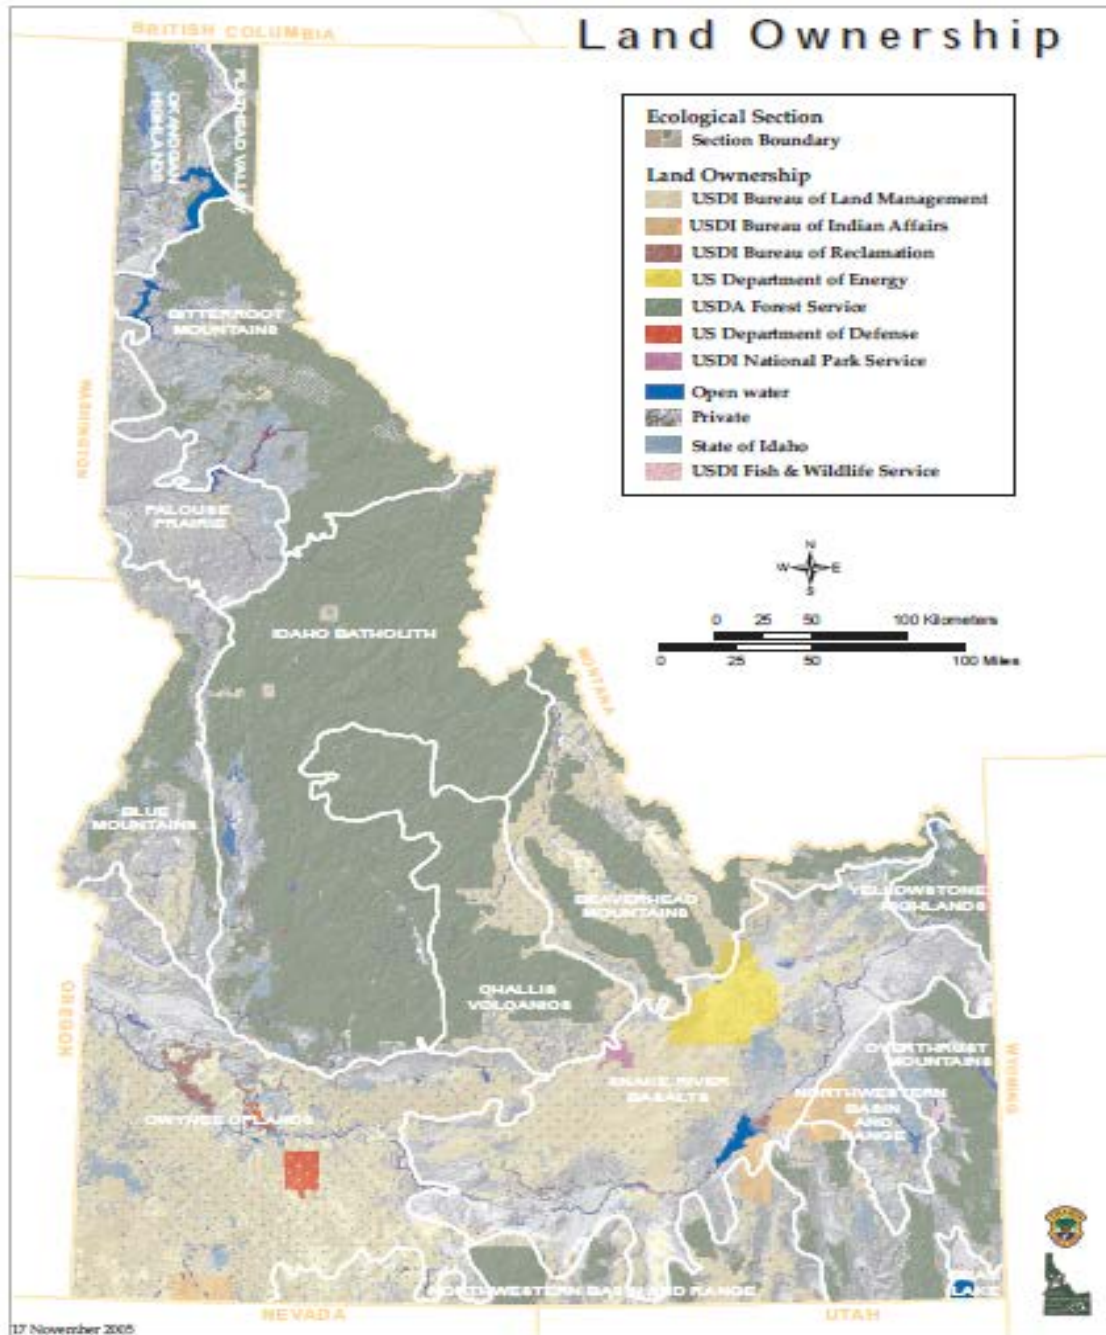 Land Ownership
BRITISH COLUMBIA
OKANOGAN
HIGHLANDS
FLATHEAD VALLEY
Ecological Section
Section Boundary
Land Ownership
USDI Bureau of Land Management
USDI Bureau of Indian Affairs
USDI Bureau of Reclamation
US Department of Energy
USDA Forest Service
US Department of Defense
USDI National Park Service
Open water
Private
State of Idaho
USDI Fish & Wildlife Service
BITTERROOT
MOUNTAINS
WASHINGTON
PALOUSE
PRAIRIE
N
W E
S
0 25 50 100 Kilometers
0 25 50 100 Miles
IDAHO BATHOLITH
MONTANA
BLUE
MOUNTAINS
BEAVERHEAD
MOUNTAINS
YELLOWSTONE
HIGHLANDS
CHALLIS
VOLCANICS
OREGON
OVERTHRUST
MOUNTAINS
WYOMING
SNAKE RIVER
BASALTS
NORTHWESTERN
BASIN
AND
RANGE
OWYHEE UPLANDS
NORTHWESTERN BASIN AND RANGE
LAKE
NEVADA
UTAH
17 November 2005